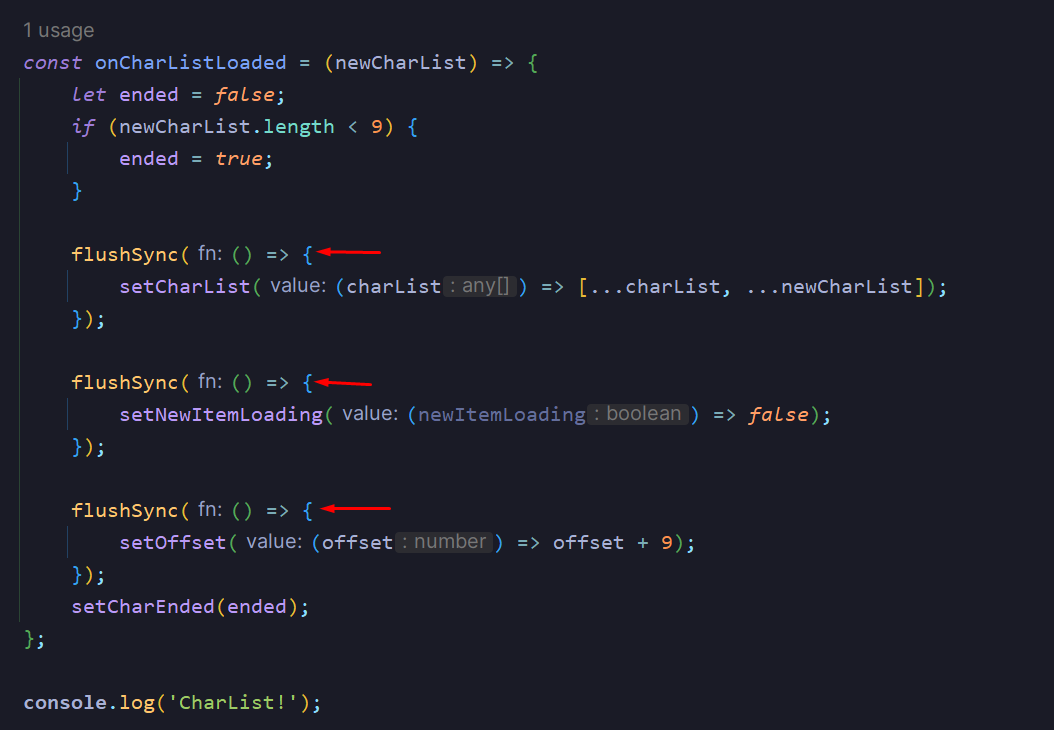 1 usage
const onCharListLoaded = (newCharList) => {
let ended = false;
if (newCharList.length < 9) {
ended = true;
}
flushSync( fn: () => {
setCharList( value: (charList : any[] ) => [...charList, ...newCharList]);
});
flushSync( fn: () => {
setNewItemLoading( value: (newItemLoading : boolean ) => false);
});
flushSync( fn: () => {
setOffset( value: (offset : number ) => offset + 9);
});
setCharEnded(ended);
};
console.log('CharList!');